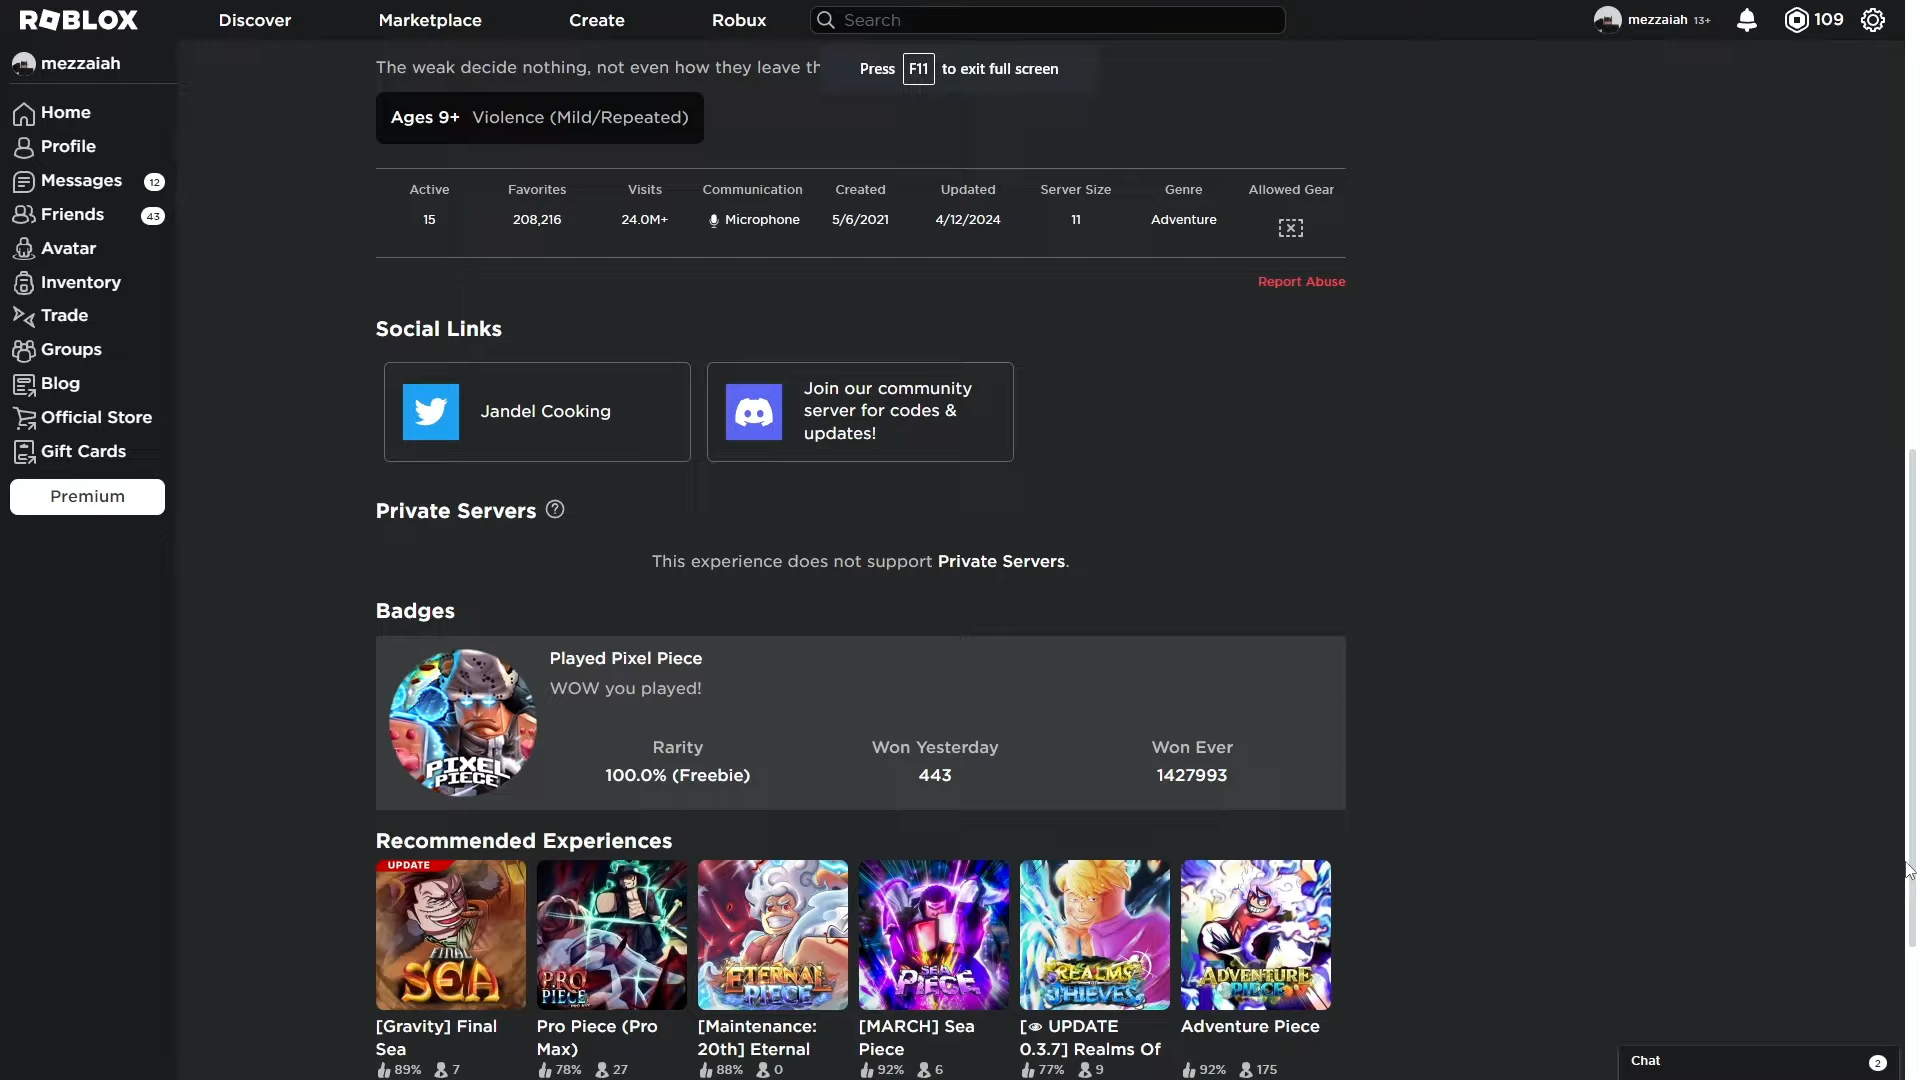 ROBLOX
Discover
Marketplace
Create
Robux
Search
mezzaiah 13+
109
mezzaiah
Home
Profile
Messages 12
Friends 43
Avatar
Inventory
Trade
Groups
Blog
Official Store
Gift Cards
Premium
The weak decide nothing, not even how they leave th
Press F11 to exit full screen
Ages 9+ Violence (Mild/Repeated)
Active Favorites Visits Communication Created Updated Server Size Genre Allowed Gear
15 208,216 24.0M+ Microphone 5/6/2021 4/12/2024 11 Adventure
Report Abuse
Social Links
Jandel Cooking
Join our community
server for codes &
updates!
Private Servers ?
This experience does not support Private Servers.
Badges
PIXEL
PIECE
Played Pixel Piece
WOW you played!
Rarity Won Yesterday Won Ever
100.0% (Freebie) 443 1427993
Recommended Experiences
UPDATE
FINAL
SEA
PRO
PIECE
ETERNAL
PIECE
SEA
PIECE
REALMS
THIEVES
ADVENTURE
PIECE
[Gravity] Final
Sea
89% 7
Pro Piece (Pro
Max)
78% 27
[Maintenance:
20th] Eternal
88% 0
[MARCH] Sea
Piece
92% 6
[👁 UPDATE
0.3.7] Realms Of
77% 9
Adventure Piece
92% 175
Chat 2